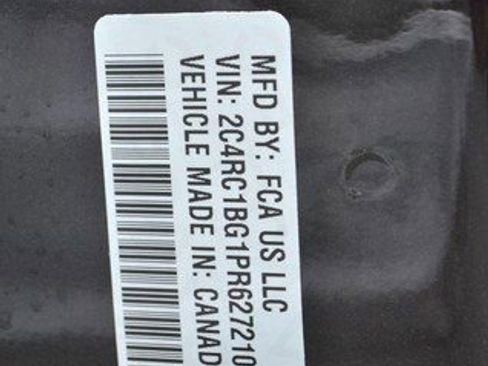 MFD BY: FCA US LLC
VIN: 2C4RC1BG1PR627210
VEHICLE MADE IN: CANAD